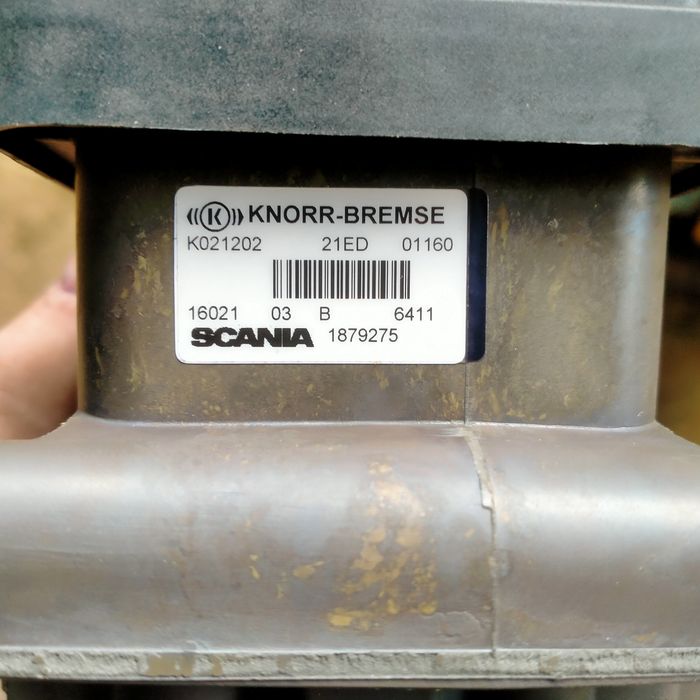 K KNORR-BREMSE
K021202 21ED 01160
16021 03 B 6411
SCANIA 1879275